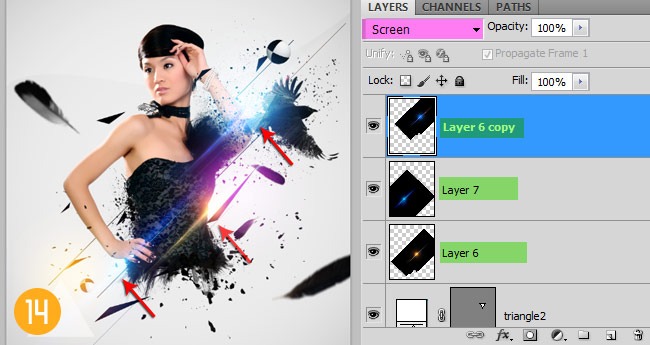 LAYERS CHANNELS PATHS
Screen Opacity: 100%
Unify: Propagate Frame 1
Lock: Fill: 100%
Layer 6 copy
Layer 7
Layer 6
triangle2
fx
14